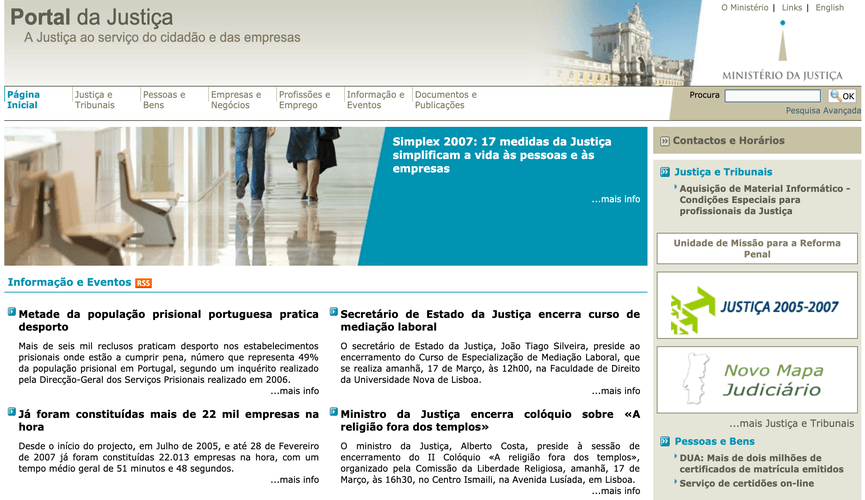 Portal da Justiça
A Justiça ao serviço do cidadão e das empresas
O Ministério | Links | English
MINISTÉRIO DA JUSTIÇA
Página Inicial
Justiça e Tribunais
Pessoas e Bens
Empresas e Negócios
Profissões e Emprego
Informação e Eventos
Documentos e Publicações
Procura
OK
Pesquisa Avançada
Simplex 2007: 17 medidas da Justiça
simplificam a vida às pessoas e às
empresas
...mais info
Informação e Eventos RSS
Metade da população prisional portuguesa pratica
desporto
Mais de seis mil reclusos praticam desporto nos estabelecimentos
prisionais onde estão a cumprir pena, número que representa 49%
da população prisional em Portugal, segundo um inquérito realizado
pela Direcção-Geral dos Serviços Prisionais realizado em 2006.
...mais info
Secretário de Estado da Justiça encerra curso de
mediação laboral
O secretário de Estado da Justiça, João Tiago Silveira, preside ao
encerramento do Curso de Especialização de Mediação Laboral, que
se realiza amanhã, 17 de Março, às 12h00, na Faculdade de Direito
da Universidade Nova de Lisboa.
...mais info
Já foram constituídas mais de 22 mil empresas na
hora
Desde o início do projecto, em Julho de 2005, e até 28 de Fevereiro
de 2007 já foram constituídas 22.013 empresas na hora, com um
tempo médio geral de 51 minutos e 48 segundos.
...mais info
Ministro da Justiça encerra colóquio sobre «A
religião fora dos templos»
O ministro da Justiça, Alberto Costa, preside à sessão de
encerramento do II Colóquio «A religião fora dos templos»,
organizado pela Comissão da Liberdade Religiosa, amanhã, 17 de
Março, às 16h30, no Centro Ismaili, na Avenida Lusíada, em Lisboa.
...mais info
Contactos e Horários
Justiça e Tribunais
Aquisição de Material Informático -
Condições Especiais para
profissionais da Justiça
Unidade de Missão para a Reforma
Penal
JUSTIÇA 2005-2007
Novo Mapa
Judiciário
...mais Justiça e Tribunais
Pessoas e Bens
DUA: Mais de dois milhões de
certificados de matrícula emitidos
Serviço de certidões on-line